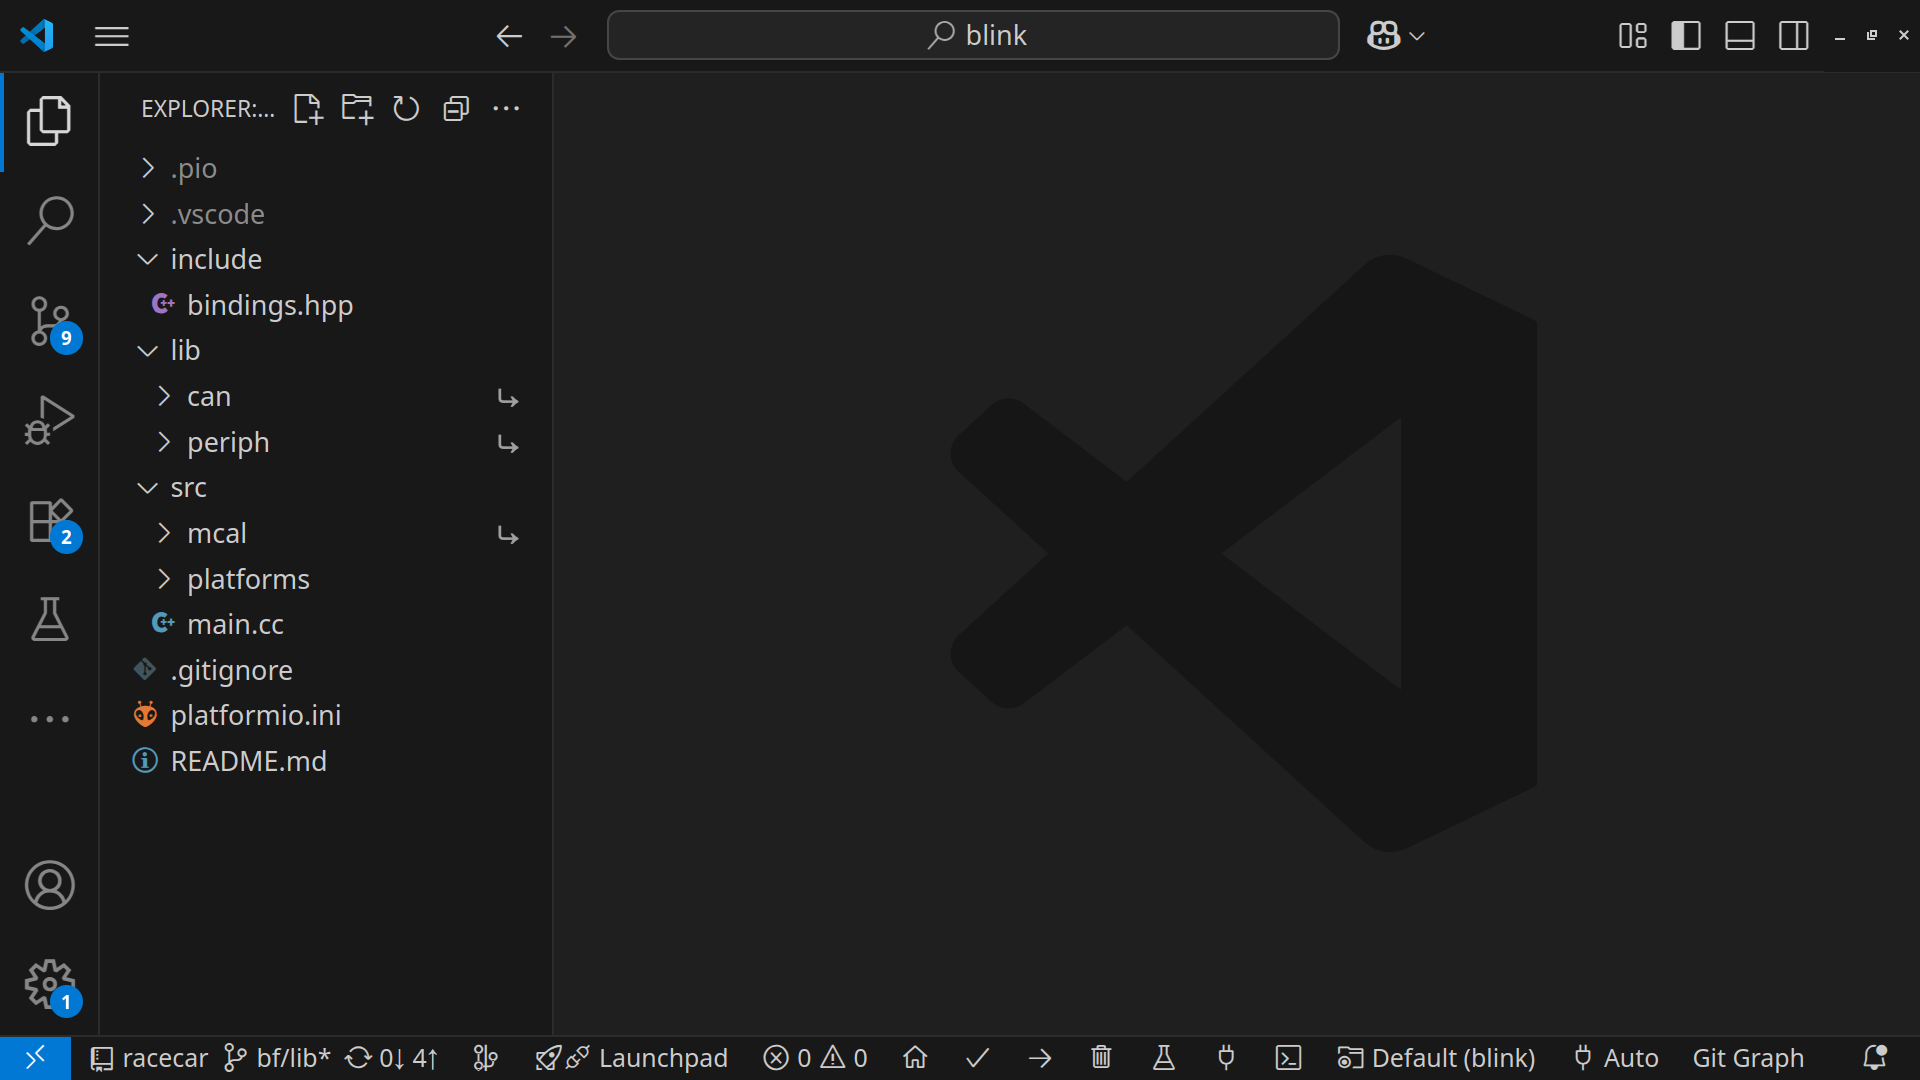 blink
EXPLORER:...
.pio
.vscode
include
bindings.hpp
lib
can
periph
src
mcal
platforms
main.cc
.gitignore
platformio.ini
README.md
9
2
1
racecar bf/lib* 0↓ 4↑ Launchpad 0 0 Default (blink) Auto Git Graph